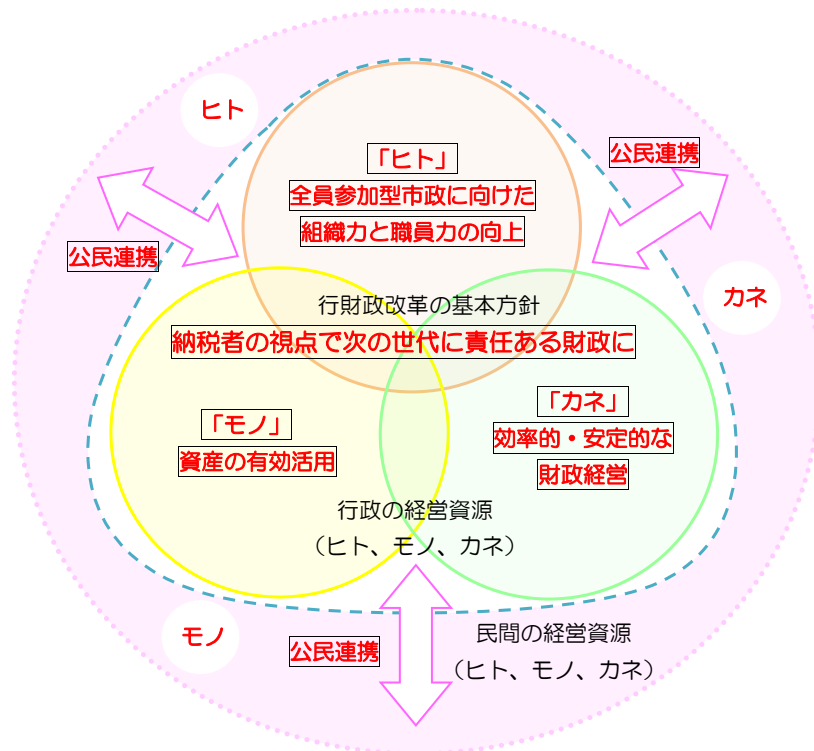 ヒト
「ヒト」
全員参加型市政に向けた
組織力と職員力の向上
公民連携
公民連携
カネ
行財政改革の基本方針
納税者の視点で次の世代に責任ある財政に
「モノ」
資産の有効活用
「カネ」
効率的・安定的な
財政経営
行政の経営資源
(ヒト、モノ、カネ)
モノ
公民連携
民間の経営資源
(ヒト、モノ、カネ)